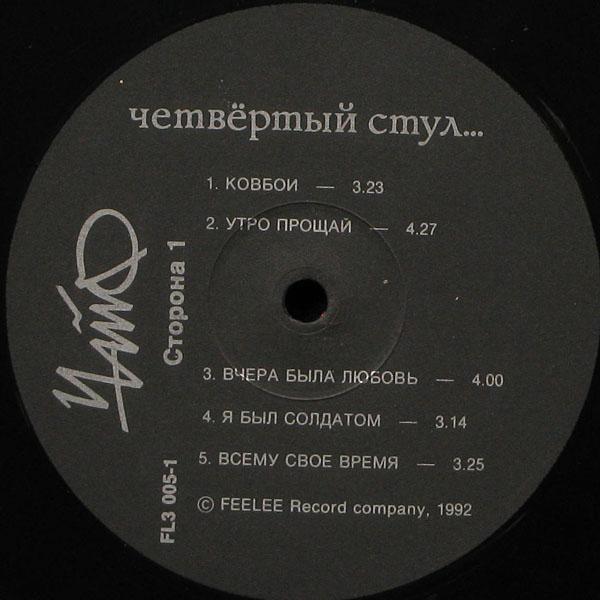 четвёртый стул...
1. КОВБОИ — 3.23
2. УТРО ПРОЩАЙ — 4.27
3. ВЧЕРА БЫЛА ЛЮБОВЬ — 4.00
4. Я БЫЛ СОЛДАТОМ — 3.14
5. ВСЕМУ СВОЕ ВРЕМЯ — 3.25
© FEELEE Record company, 1992
Сторона 1
FL3 005-1